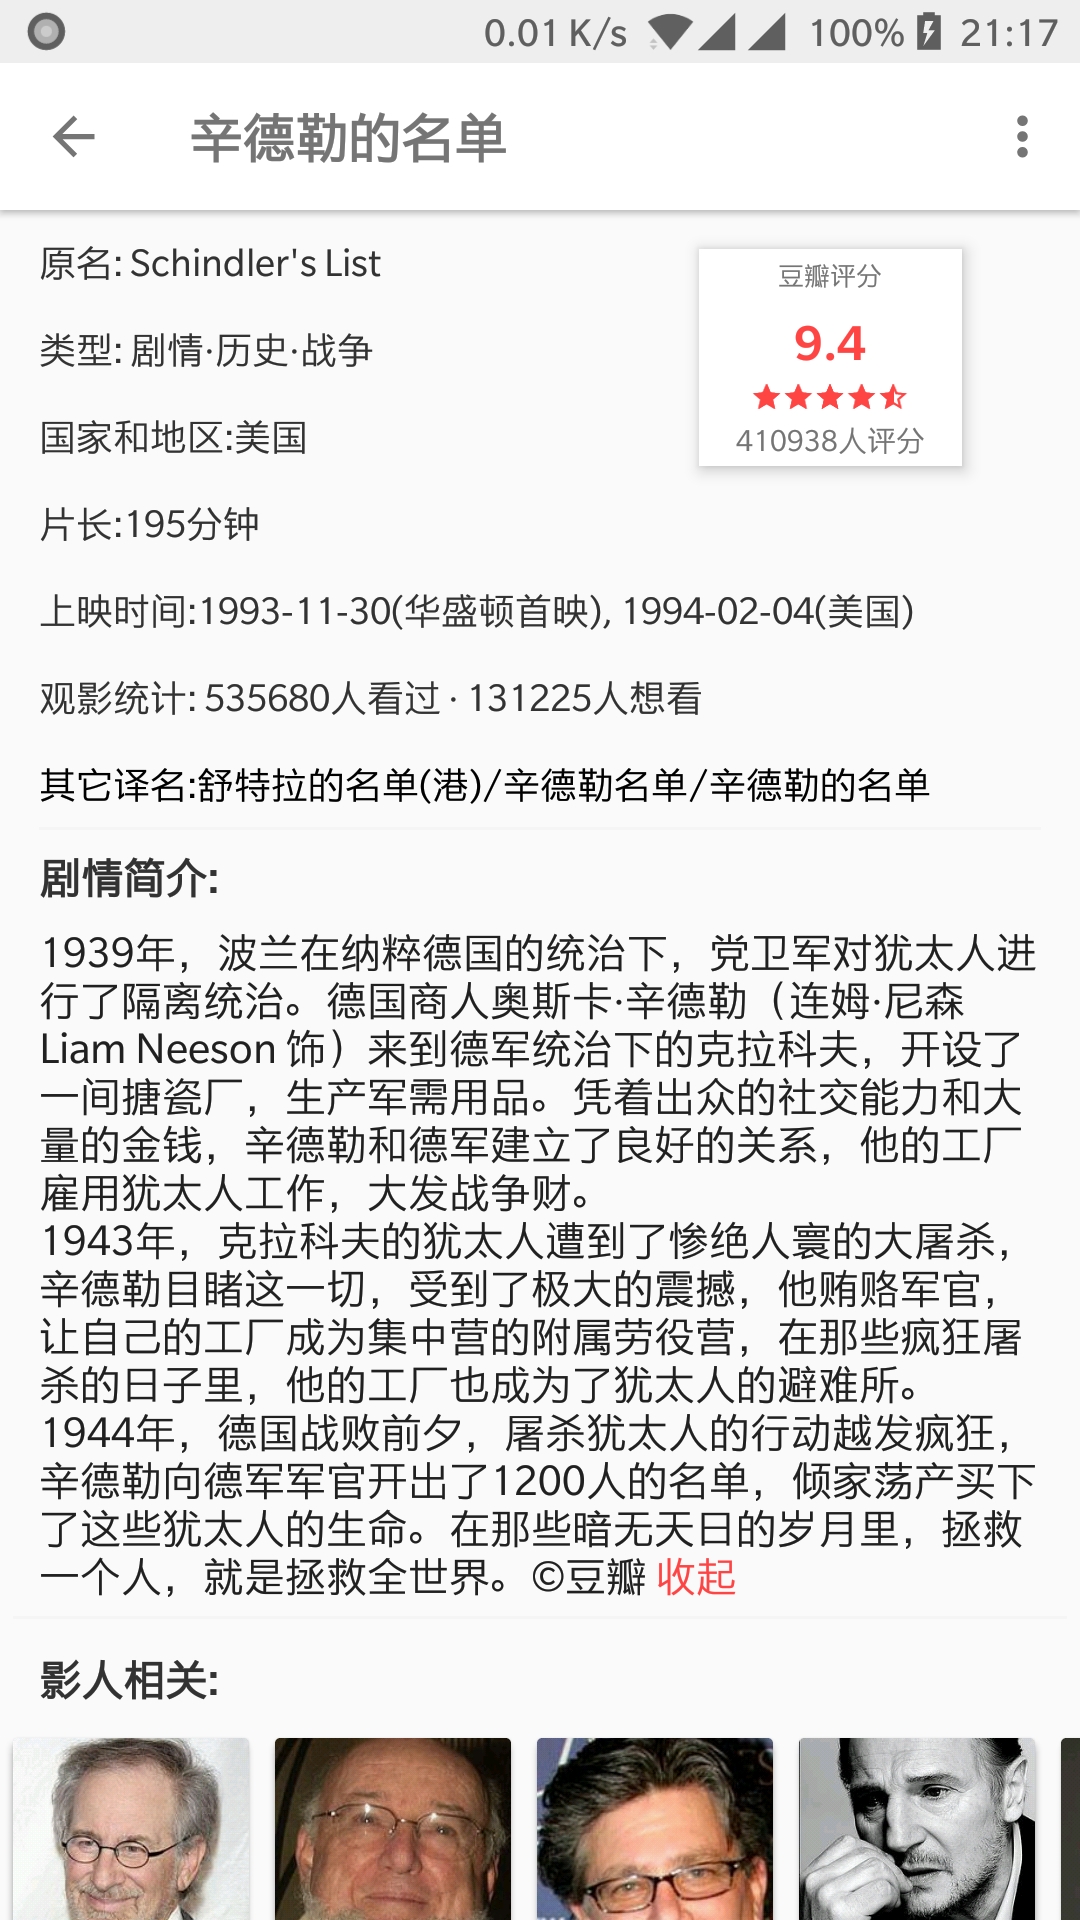 0.01 K/s 100% 21:17
辛德勒的名单
原名: Schindler's List
豆瓣评分
9.4
410938人评分
类型: 剧情·历史·战争
国家和地区:美国
片长:195分钟
上映时间:1993-11-30(华盛顿首映), 1994-02-04(美国)
观影统计: 535680人看过 · 131225人想看
其它译名:舒特拉的名单(港)/辛德勒名单/辛德勒的名单
剧情简介:
1939年，波兰在纳粹德国的统治下，党卫军对犹太人进
行了隔离统治。德国商人奥斯卡·辛德勒（连姆·尼森
Liam Neeson 饰）来到德军统治下的克拉科夫，开设了
一间搪瓷厂，生产军需用品。凭着出众的社交能力和大
量的金钱，辛德勒和德军建立了良好的关系，他的工厂
雇用犹太人工作，大发战争财。
1943年，克拉科夫的犹太人遭到了惨绝人寰的大屠杀，
辛德勒目睹这一切，受到了极大的震撼，他贿赂军官，
让自己的工厂成为集中营的附属劳役营，在那些疯狂屠
杀的日子里，他的工厂也成为了犹太人的避难所。
1944年，德国战败前夕，屠杀犹太人的行动越发疯狂，
辛德勒向德军军官开出了1200人的名单，倾家荡产买下
了这些犹太人的生命。在那些暗无天日的岁月里，拯救
一个人，就是拯救全世界。©豆瓣 收起
影人相关: